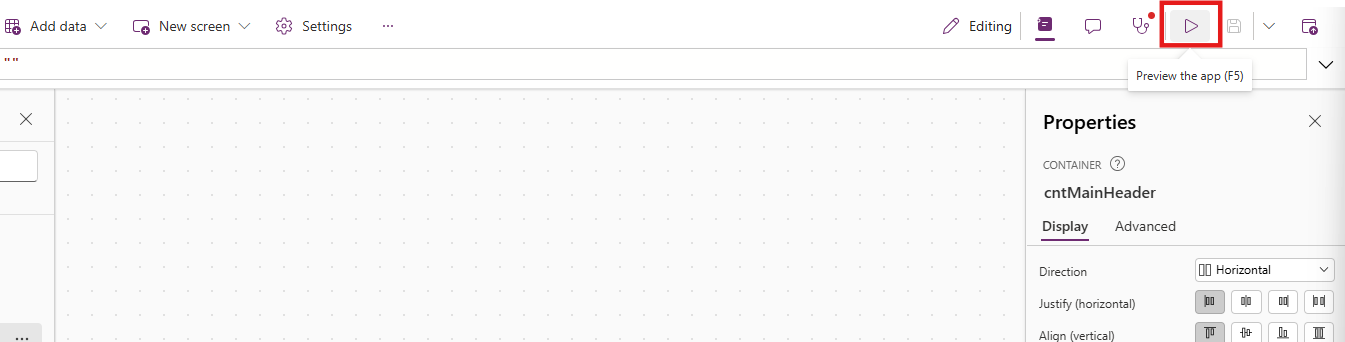 Add data
New screen
Settings
...
Editing
""
Preview the app (F5)
Properties
CONTAINER ?
cntMainHeader
Display
Advanced
Direction
Horizontal
Justify (horizontal)
Align (vertical)
...